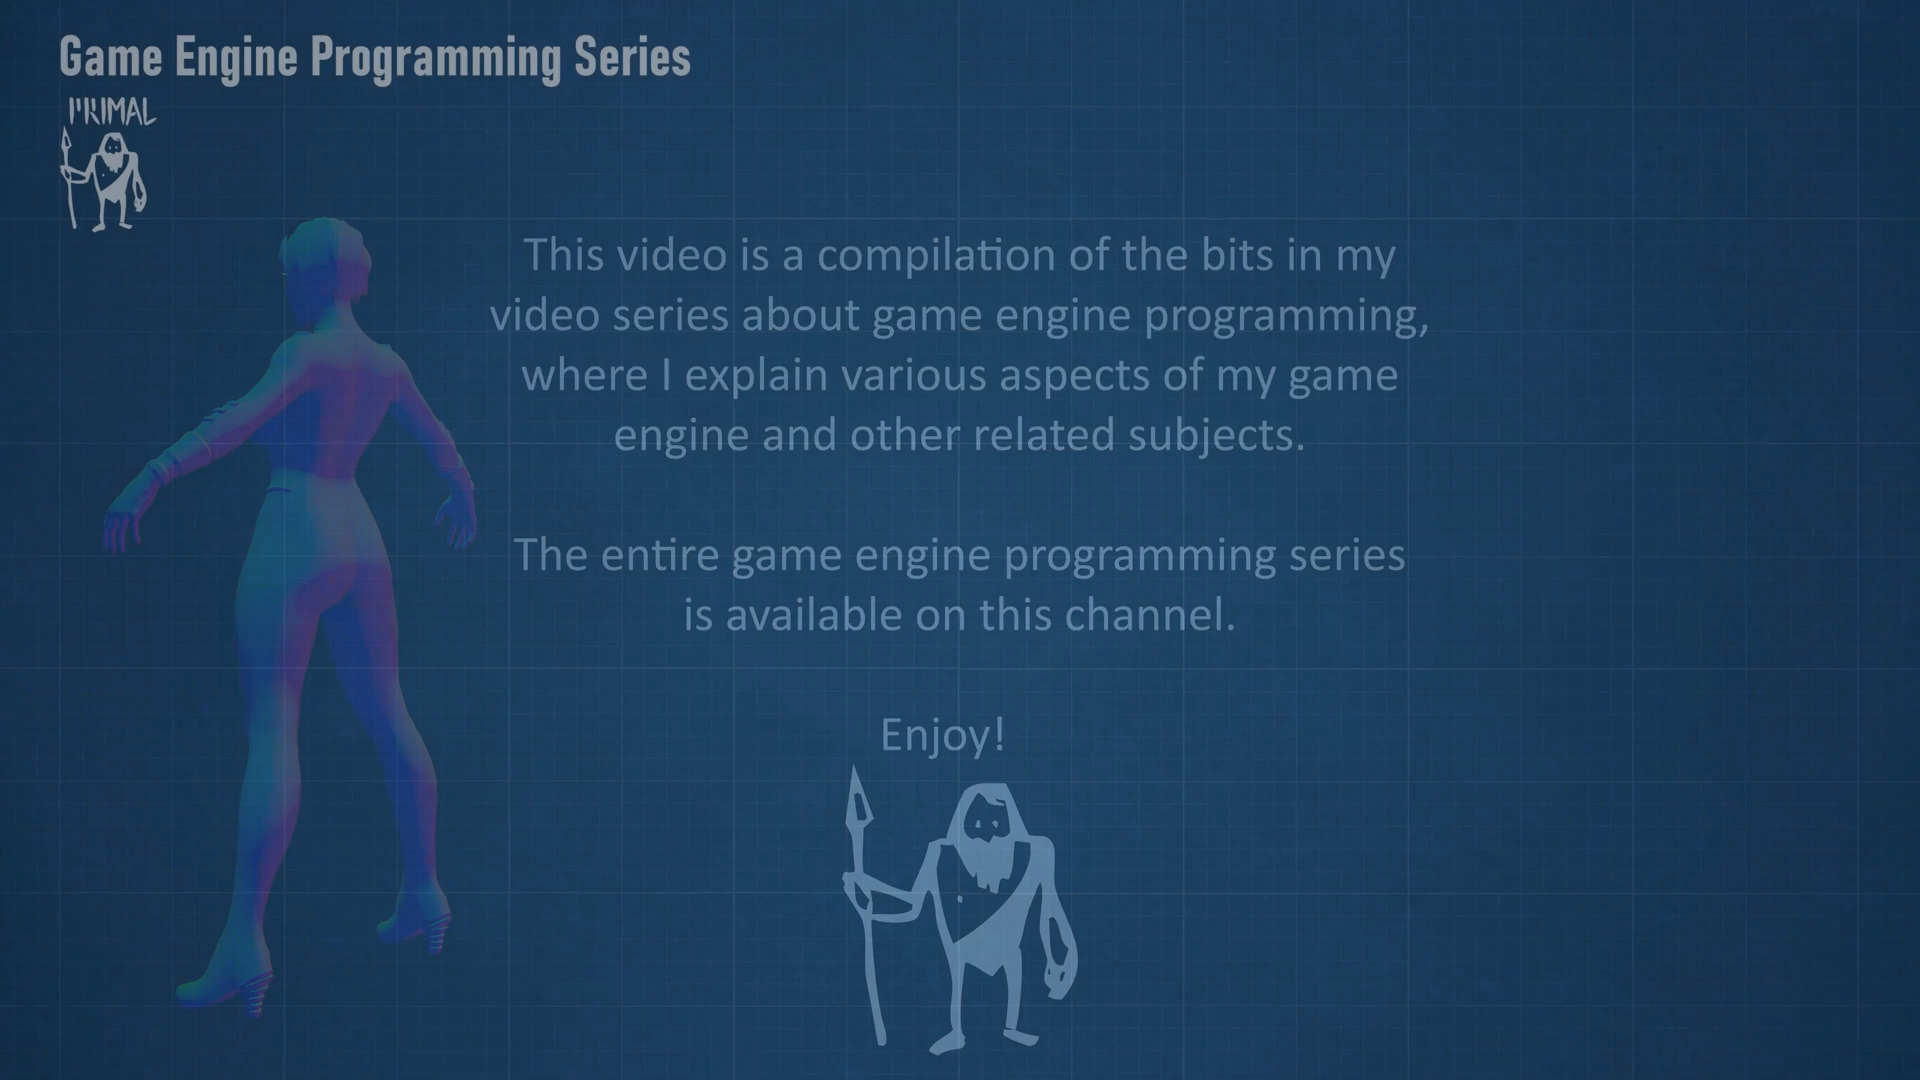 Game Engine Programming Series
PRIMAL
This video is a compilation of the bits in my
video series about game engine programming,
where I explain various aspects of my game
engine and other related subjects.
The entire game engine programming series
is available on this channel.
Enjoy!